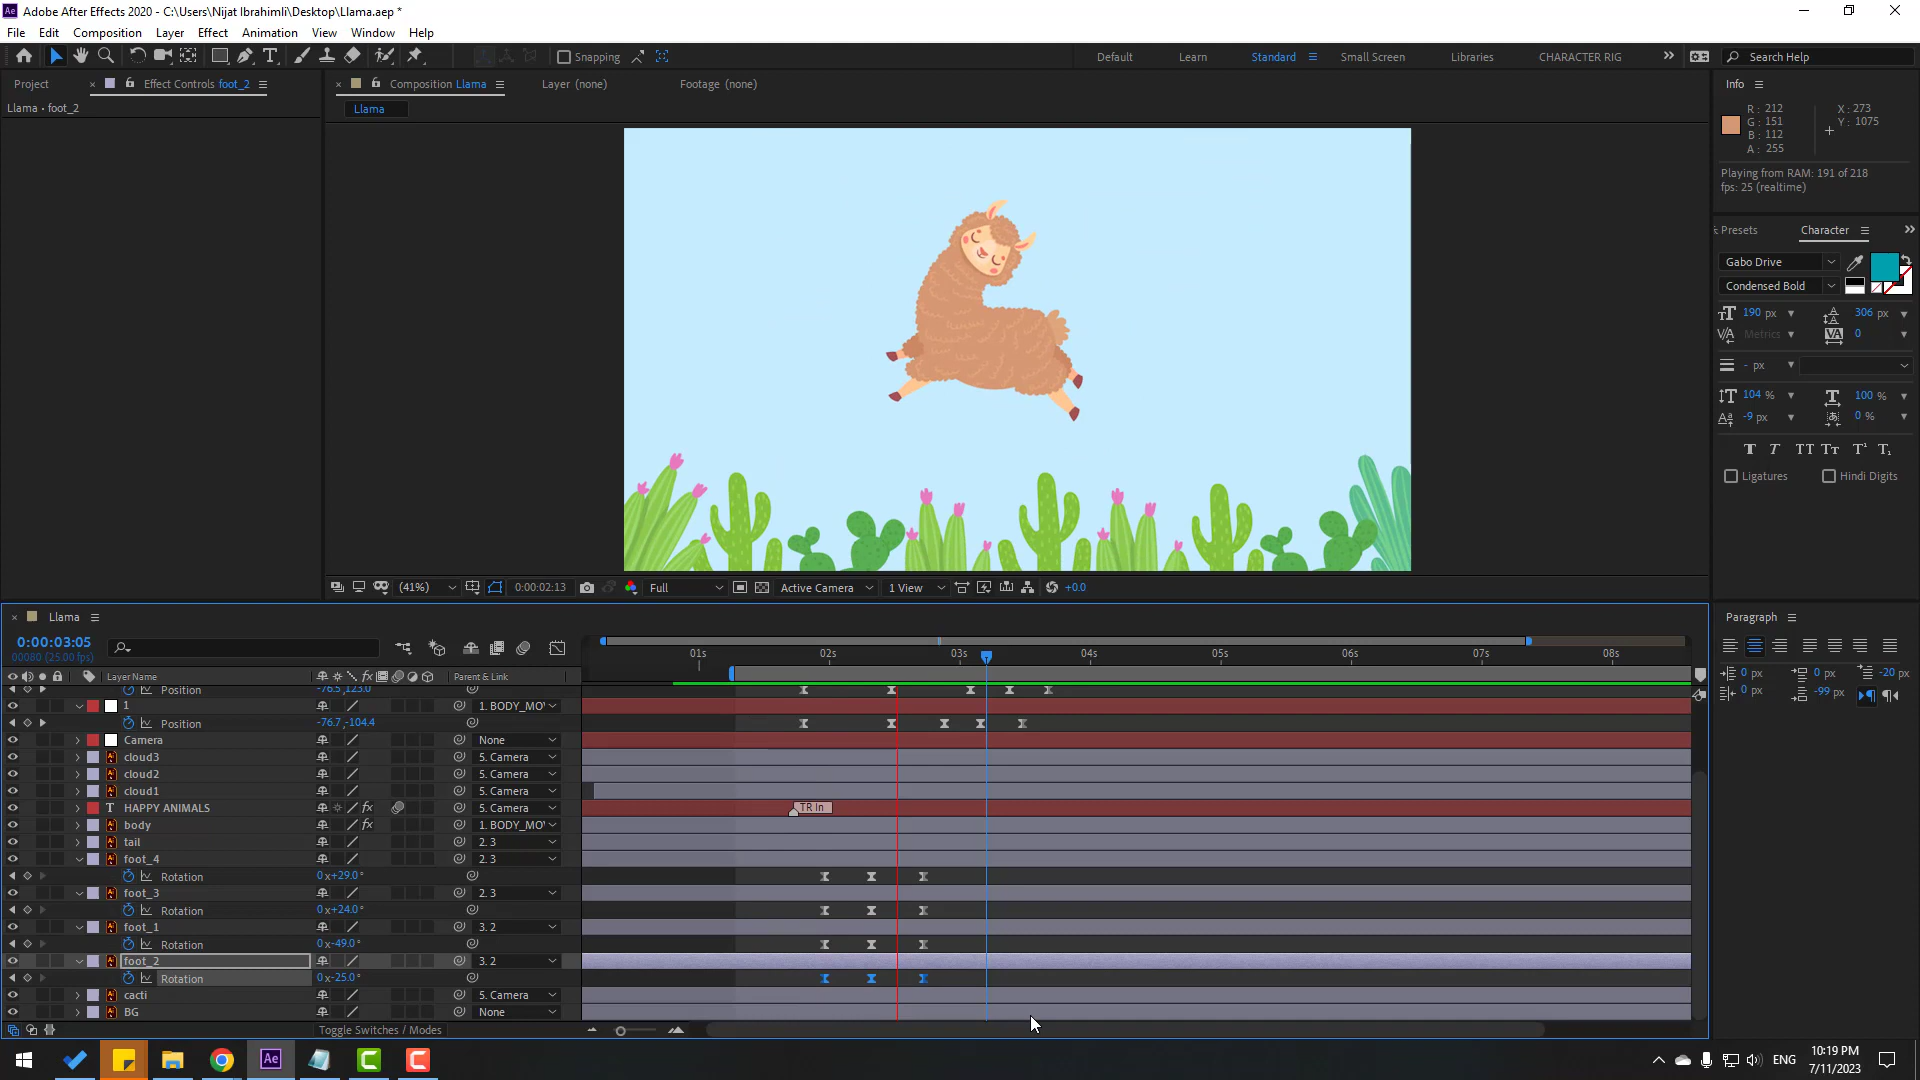 Adobe After Effects 2020 - C:\Users\Nijat Ibrahimli\Desktop\Llama.aep *
File Edit Composition Layer Effect Animation View Window Help
Snapping Default Learn Standard Small Screen Libraries CHARACTER RIG Search Help
Project Effect Controls foot_2 Composition Llama Layer (none) Footage (none) Info
Llama • foot_2 Llama
R : 212 X : 273
G : 151 Y : 1075
B : 112
A : 255
Playing from RAM: 191 of 218
fps: 25 (realtime)
Presets Character
Gabo Drive
Condensed Bold
190 px 306 px
Metrics 0
- px
104 % 100 %
-9 px 0 %
Ligatures Hindi Digits
(41%) 0:00:02:13 Full Active Camera 1 View +0.0
Llama
0:00:03:05
00080 (25.00 fps)
01s 02s 03s 04s 05s 06s 07s 08s
Layer Name Parent & Link
Position -76.5,123.0
1 1. BODY_MO
Position -76.7,-104.4
Camera None
cloud3 5. Camera
cloud2 5. Camera
cloud1 5. Camera
T HAPPY ANIMALS fx 5. Camera TR In
body fx 1. BODY_MO
tail 2. 3
foot_4 2. 3
Rotation 0x+29.0°
foot_3 2. 3
Rotation 0x+24.0°
foot_1 3. 2
Rotation 0x-49.0°
foot_2 3. 2
Rotation 0x-25.0°
cacti 5. Camera
BG None
Toggle Switches / Modes
Paragraph
0 px 0 px -20 px
0 px -99 px
ENG 10:19 PM
7/11/2023